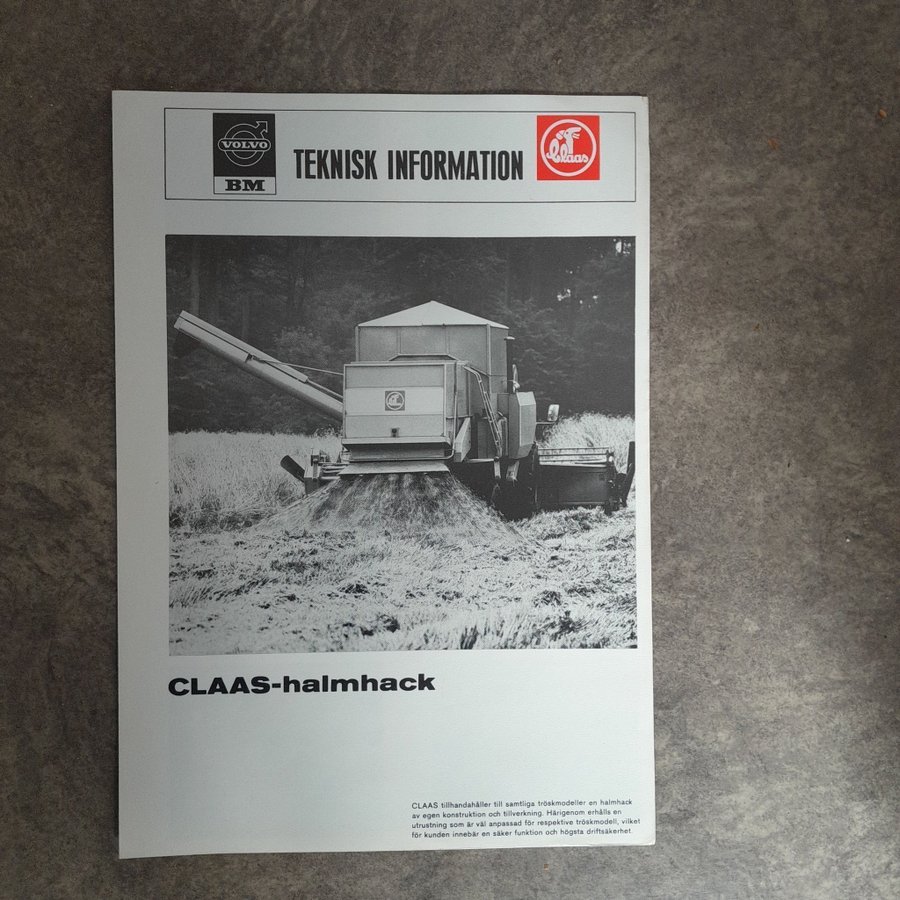 VOLVO
BM
TEKNISK INFORMATION
Claas
CLAAS-halmhack
CLAAS tillhandahåller till samtliga tröskmodeller en halmhack
av egen konstruktion och tillverkning. Härigenom erhålls en
utrustning som är väl anpassad för respektive tröskmodell, vilket
för kunden innebär en säker funktion och högsta driftsäkerhet.